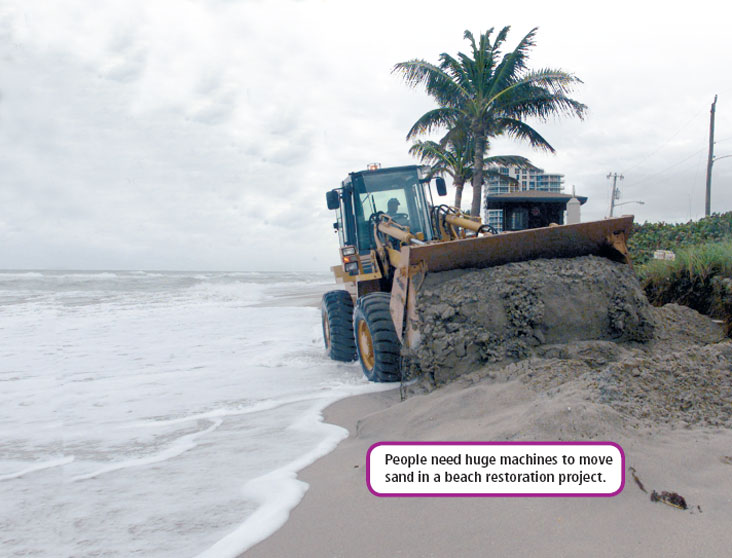 People need huge machines to move
sand in a beach restoration project.